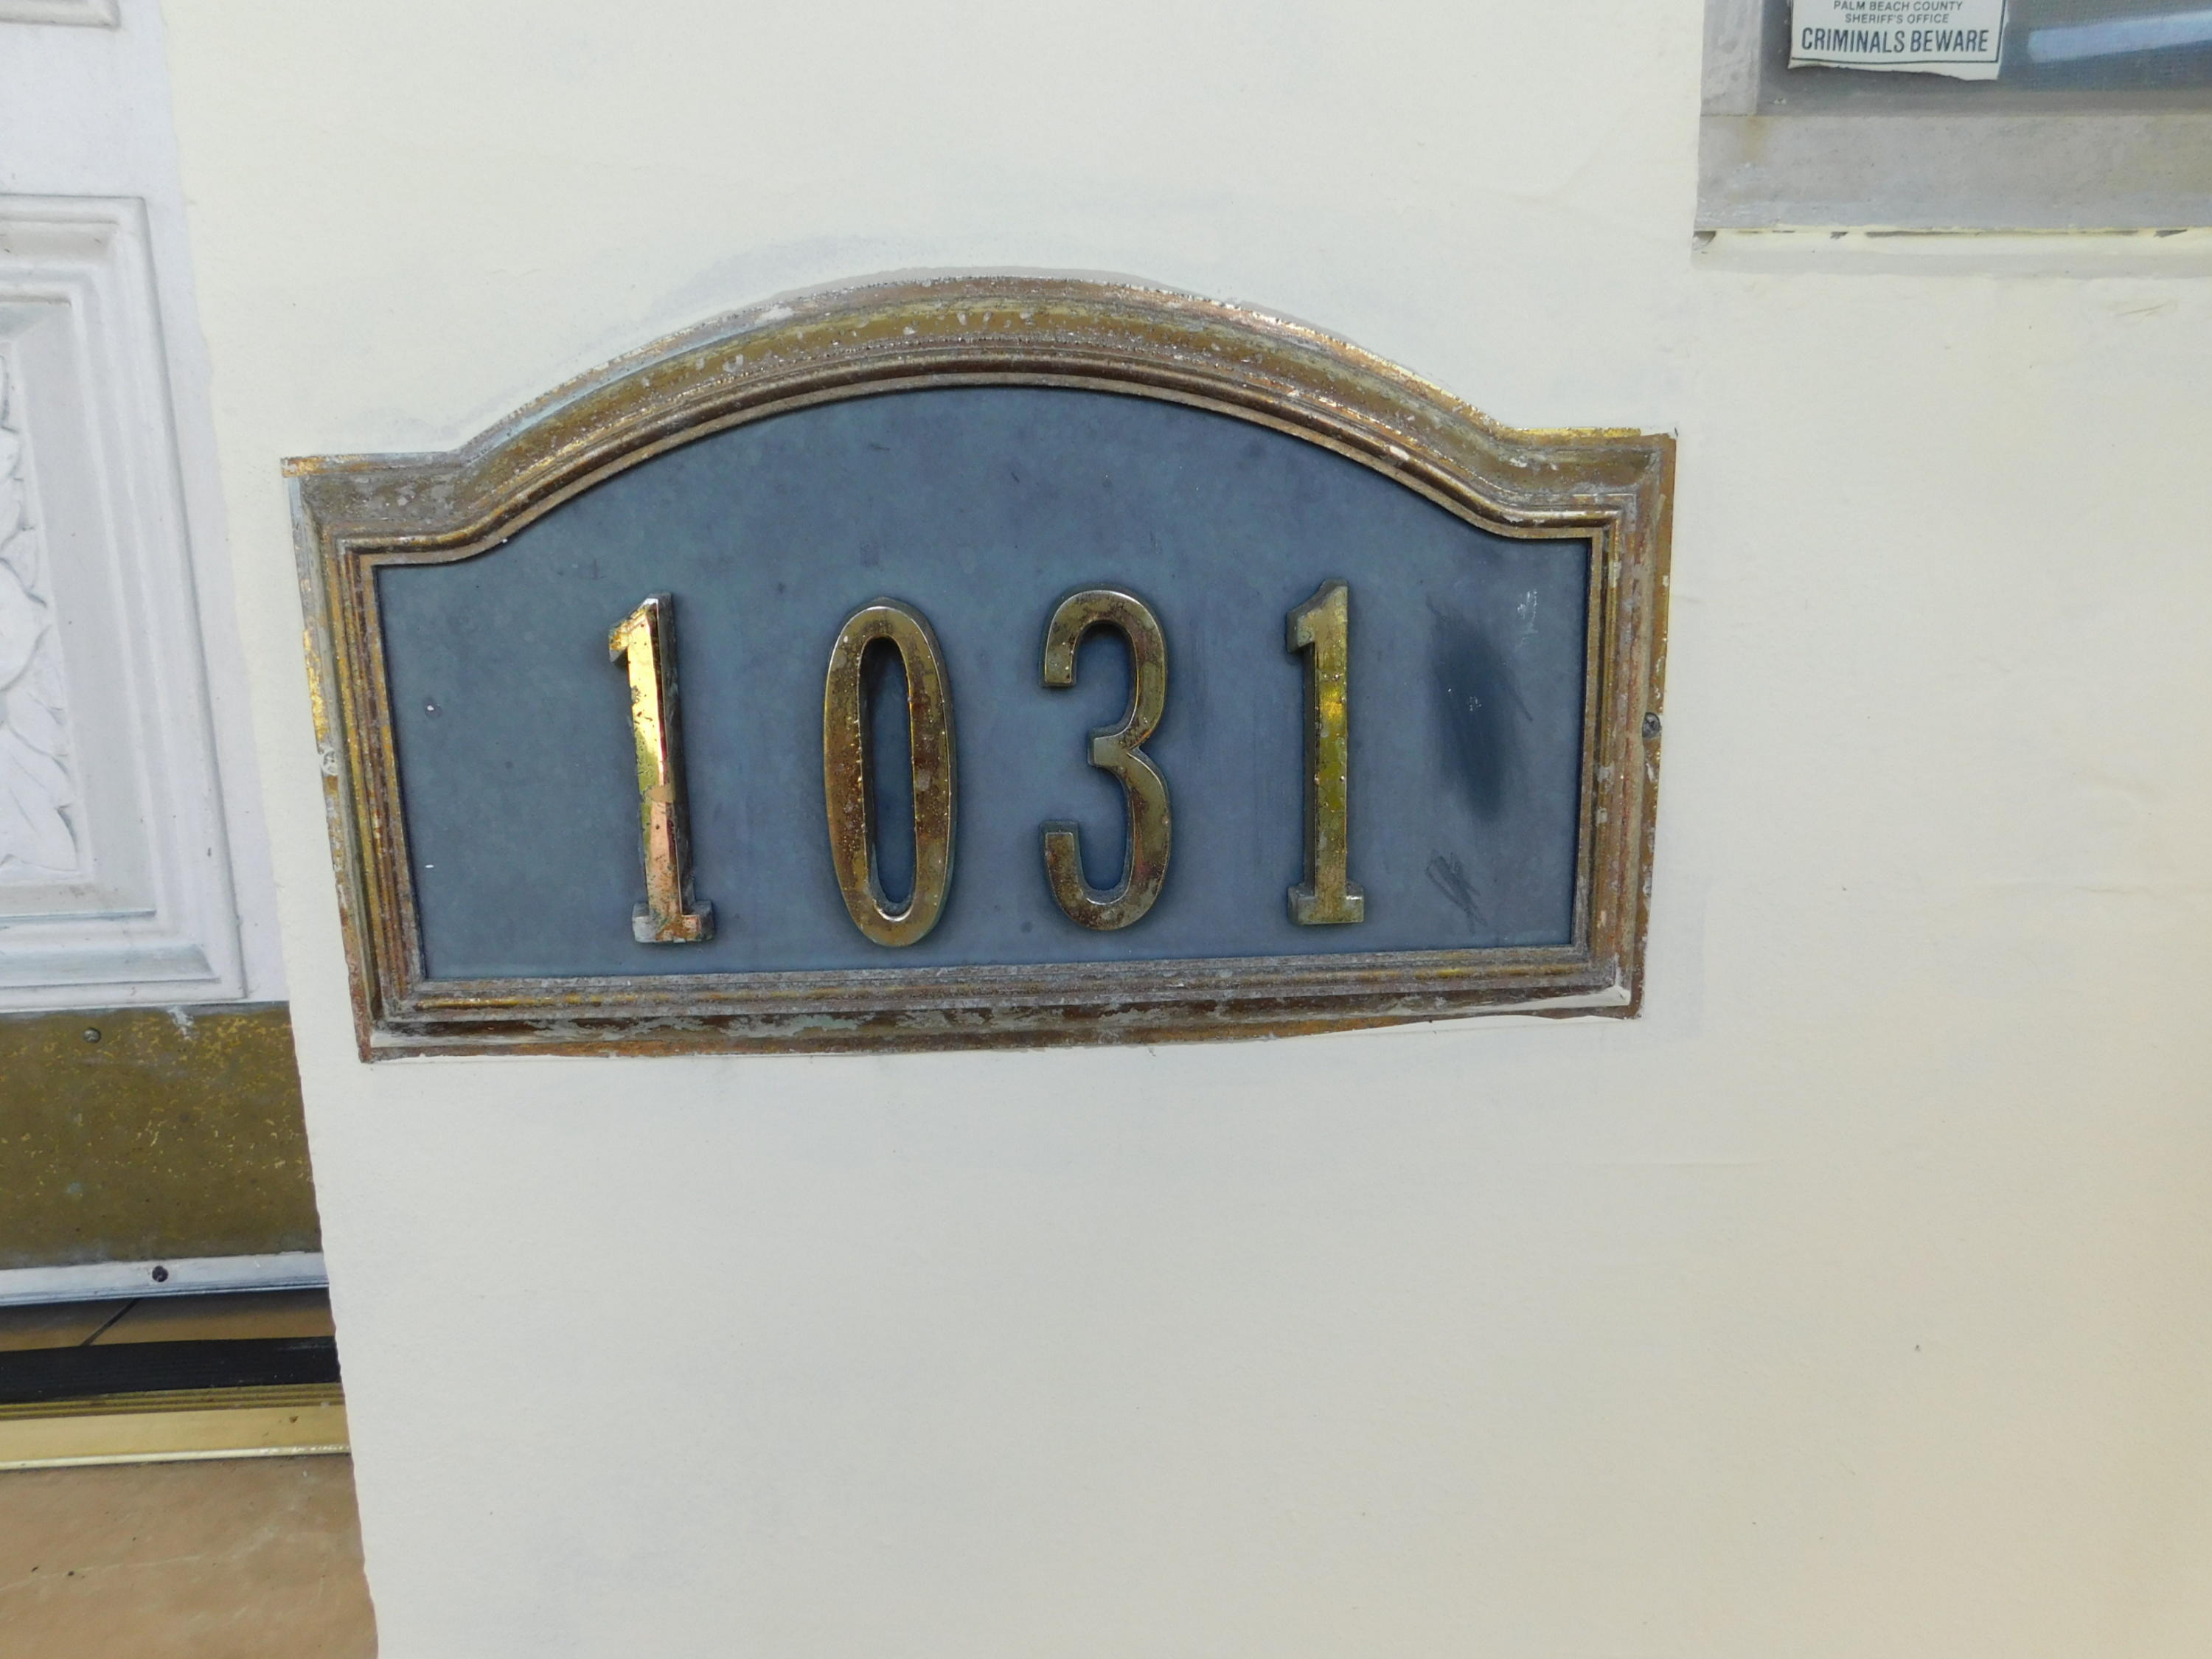 PALM BEACH COUNTY
SHERIFF'S OFFICE
CRIMINALS BEWARE
1031